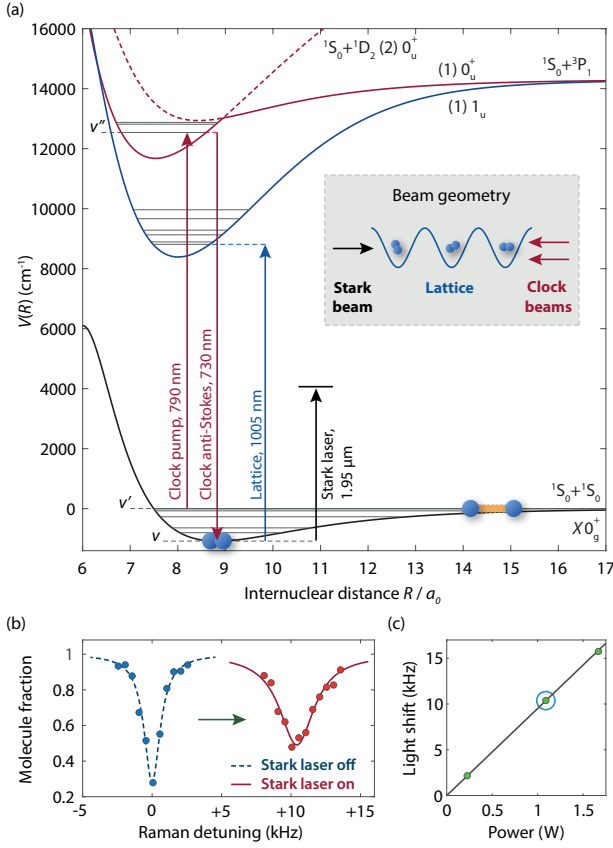 (a)
16000
14000
12000
10000
8000
6000
4000
2000
0
V(R) (cm⁻¹)
¹S₀+¹D₂ (2) 0ᵤ⁺
(1) 0ᵤ⁺
¹S₀+³P₁
(1) 1ᵤ
v″
Beam geometry
Stark
beam
Lattice
Clock
beams
Clock pump, 790 nm
Clock anti-Stokes, 730 nm
Lattice, 1005 nm
Stark laser,
1.95 μm
v′
v
¹S₀+¹S₀
X0g⁺
6 7 8 9 10 11 12 13 14 15 16 17
Internuclear distance R / a₀
(b)
Molecule fraction
1
0.8
0.6
0.4
0.2
Stark laser off
Stark laser on
-5 0 +5 +10 +15
Raman detuning (kHz)
(c)
Light shift (kHz)
15
10
5
0
0 1
Power (W)